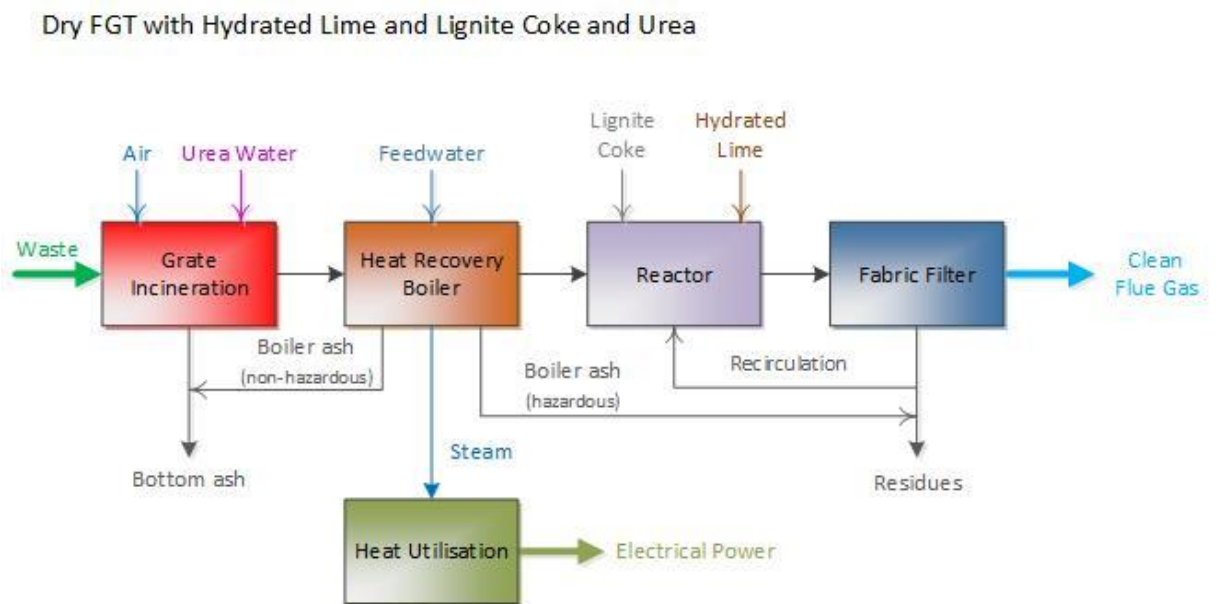 Dry FGT with Hydrated Lime and Lignite Coke and Urea
Lignite
Coke
Hydrated
Lime
Air
Urea Water
Feedwater
Waste
Grate
Incineration
Heat Recovery
Boiler
Reactor
Fabric Filter
Clean
Flue Gas
Boiler ash
(non-hazardous)
Boiler ash
(hazardous)
Recirculation
Steam
Bottom ash
Residues
Heat Utilisation
Electrical Power